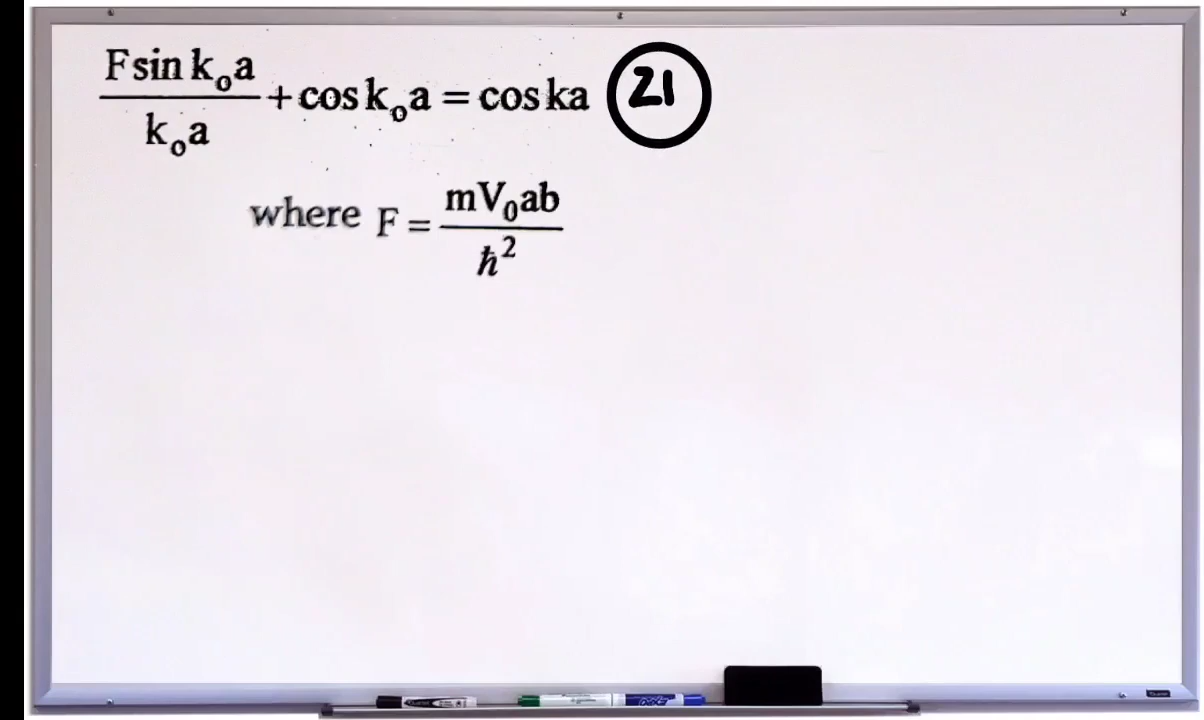 F sin k₀a / k₀a + cos k₀a = cos ka (21)
where F = mV₀ab / ħ²